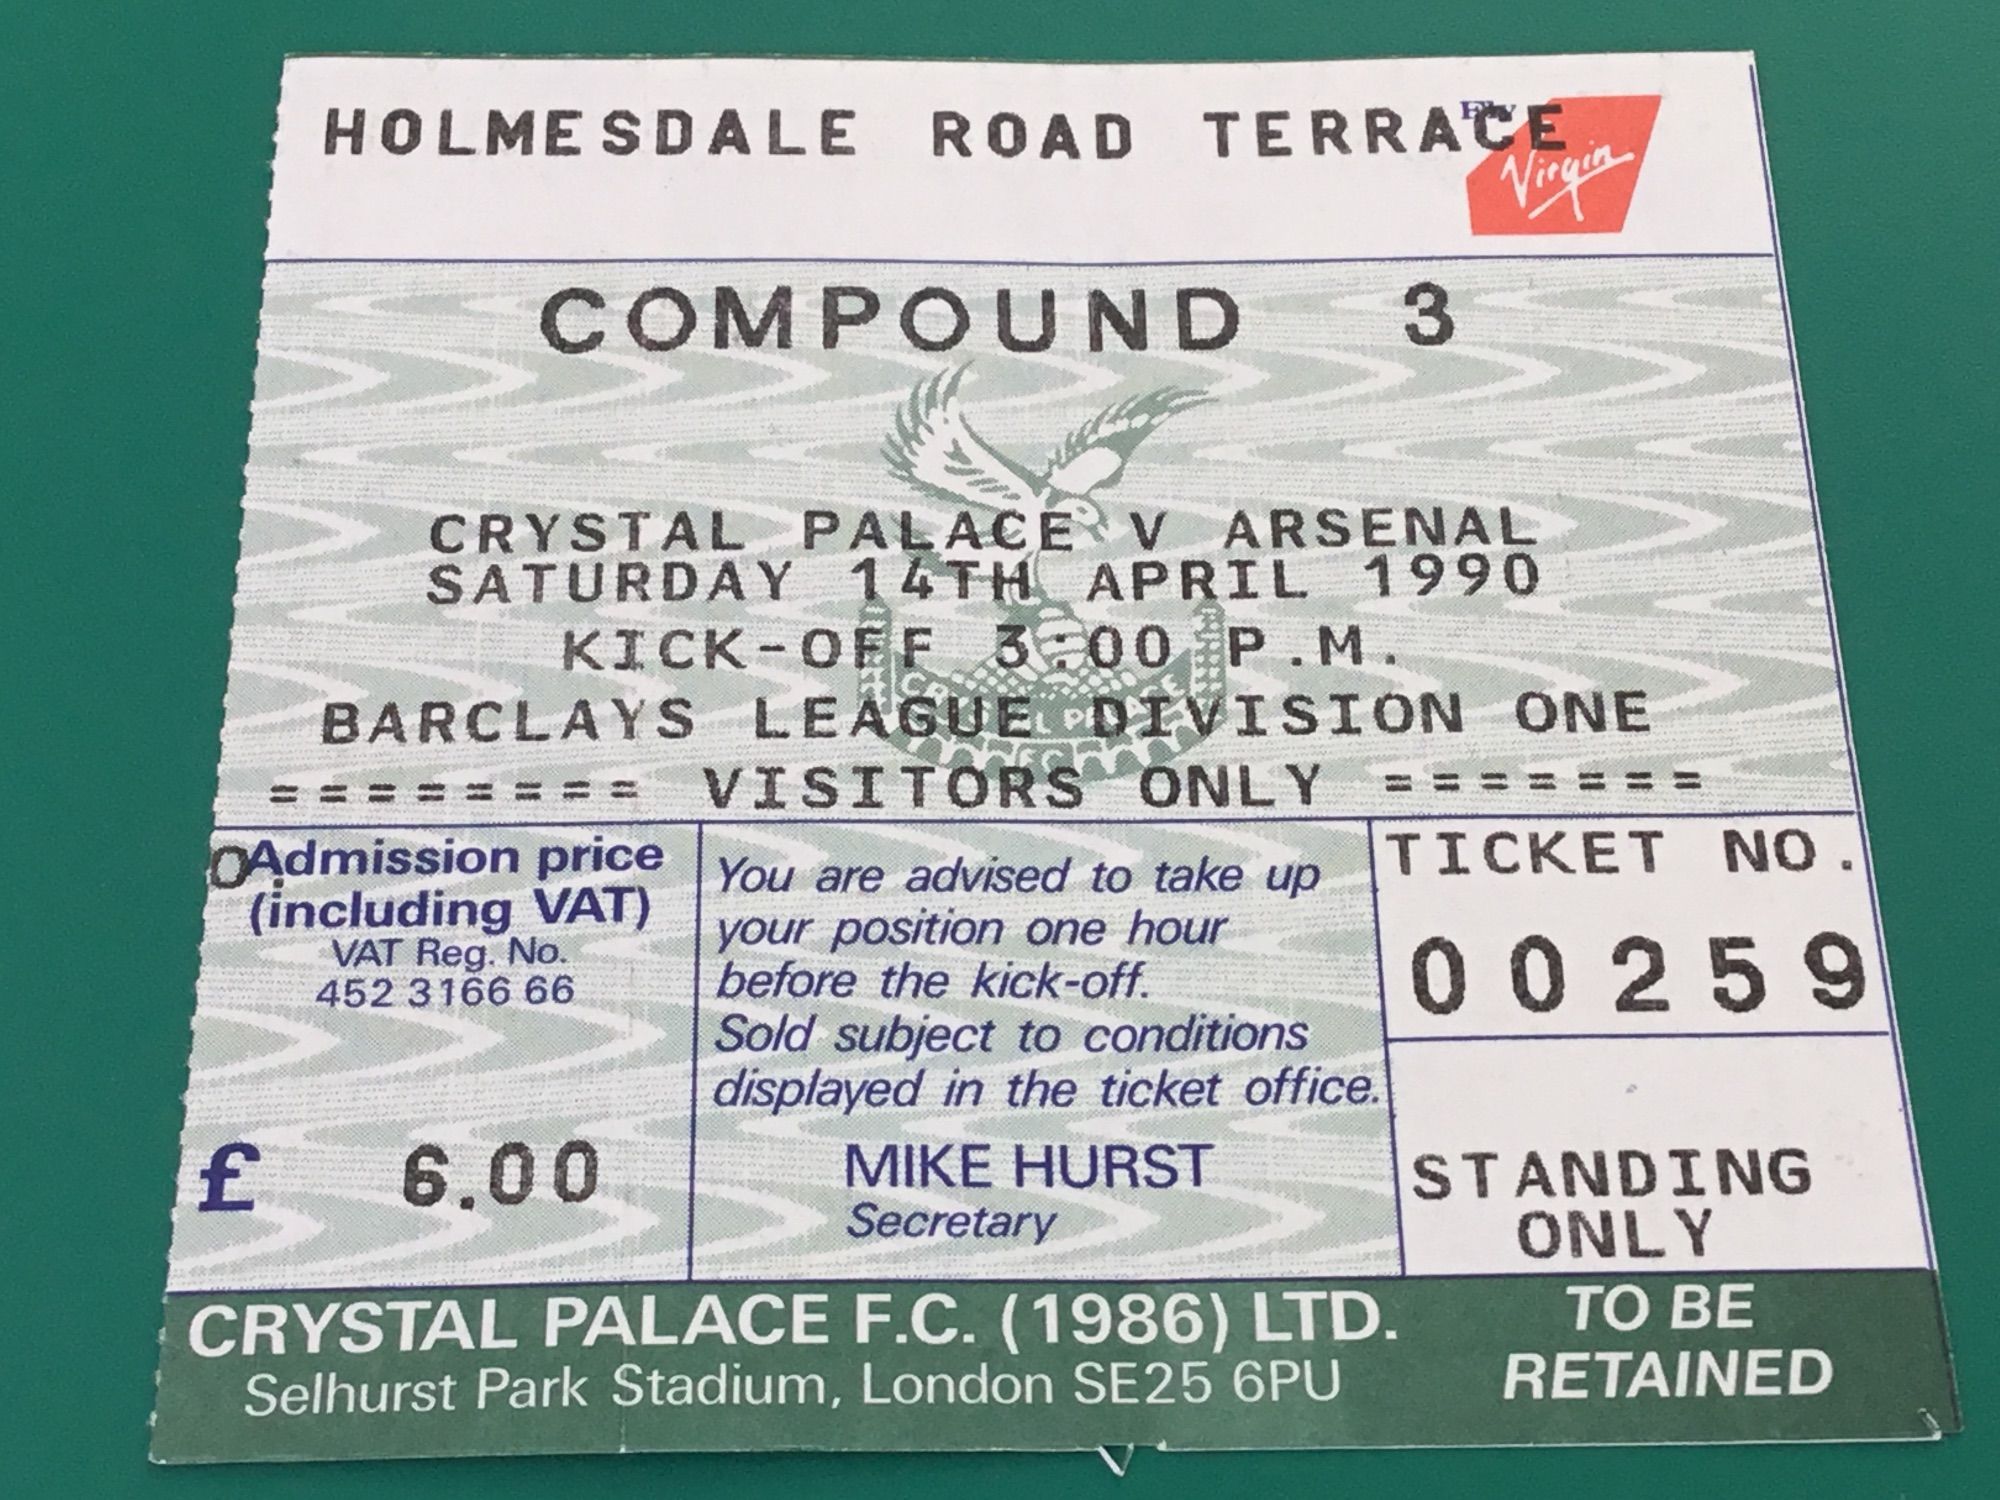 HOLMESDALE ROAD TERRACE
Fly
Virgin
COMPOUND 3
CRYSTAL PALACE V ARSENAL
SATURDAY 14TH APRIL 1990
KICK-OFF 3:00 P.M.
BARCLAYS LEAGUE DIVISION ONE
======== VISITORS ONLY =======
0Admission price
(including VAT)
VAT Reg. No.
452 3166 66
£ 6.00
You are advised to take up
your position one hour
before the kick-off.
Sold subject to conditions
displayed in the ticket office.
MIKE HURST
Secretary
TICKET NO.
00259
STANDING
ONLY
CRYSTAL PALACE F.C. (1986) LTD.
Selhurst Park Stadium, London SE25 6PU
TO BE
RETAINED